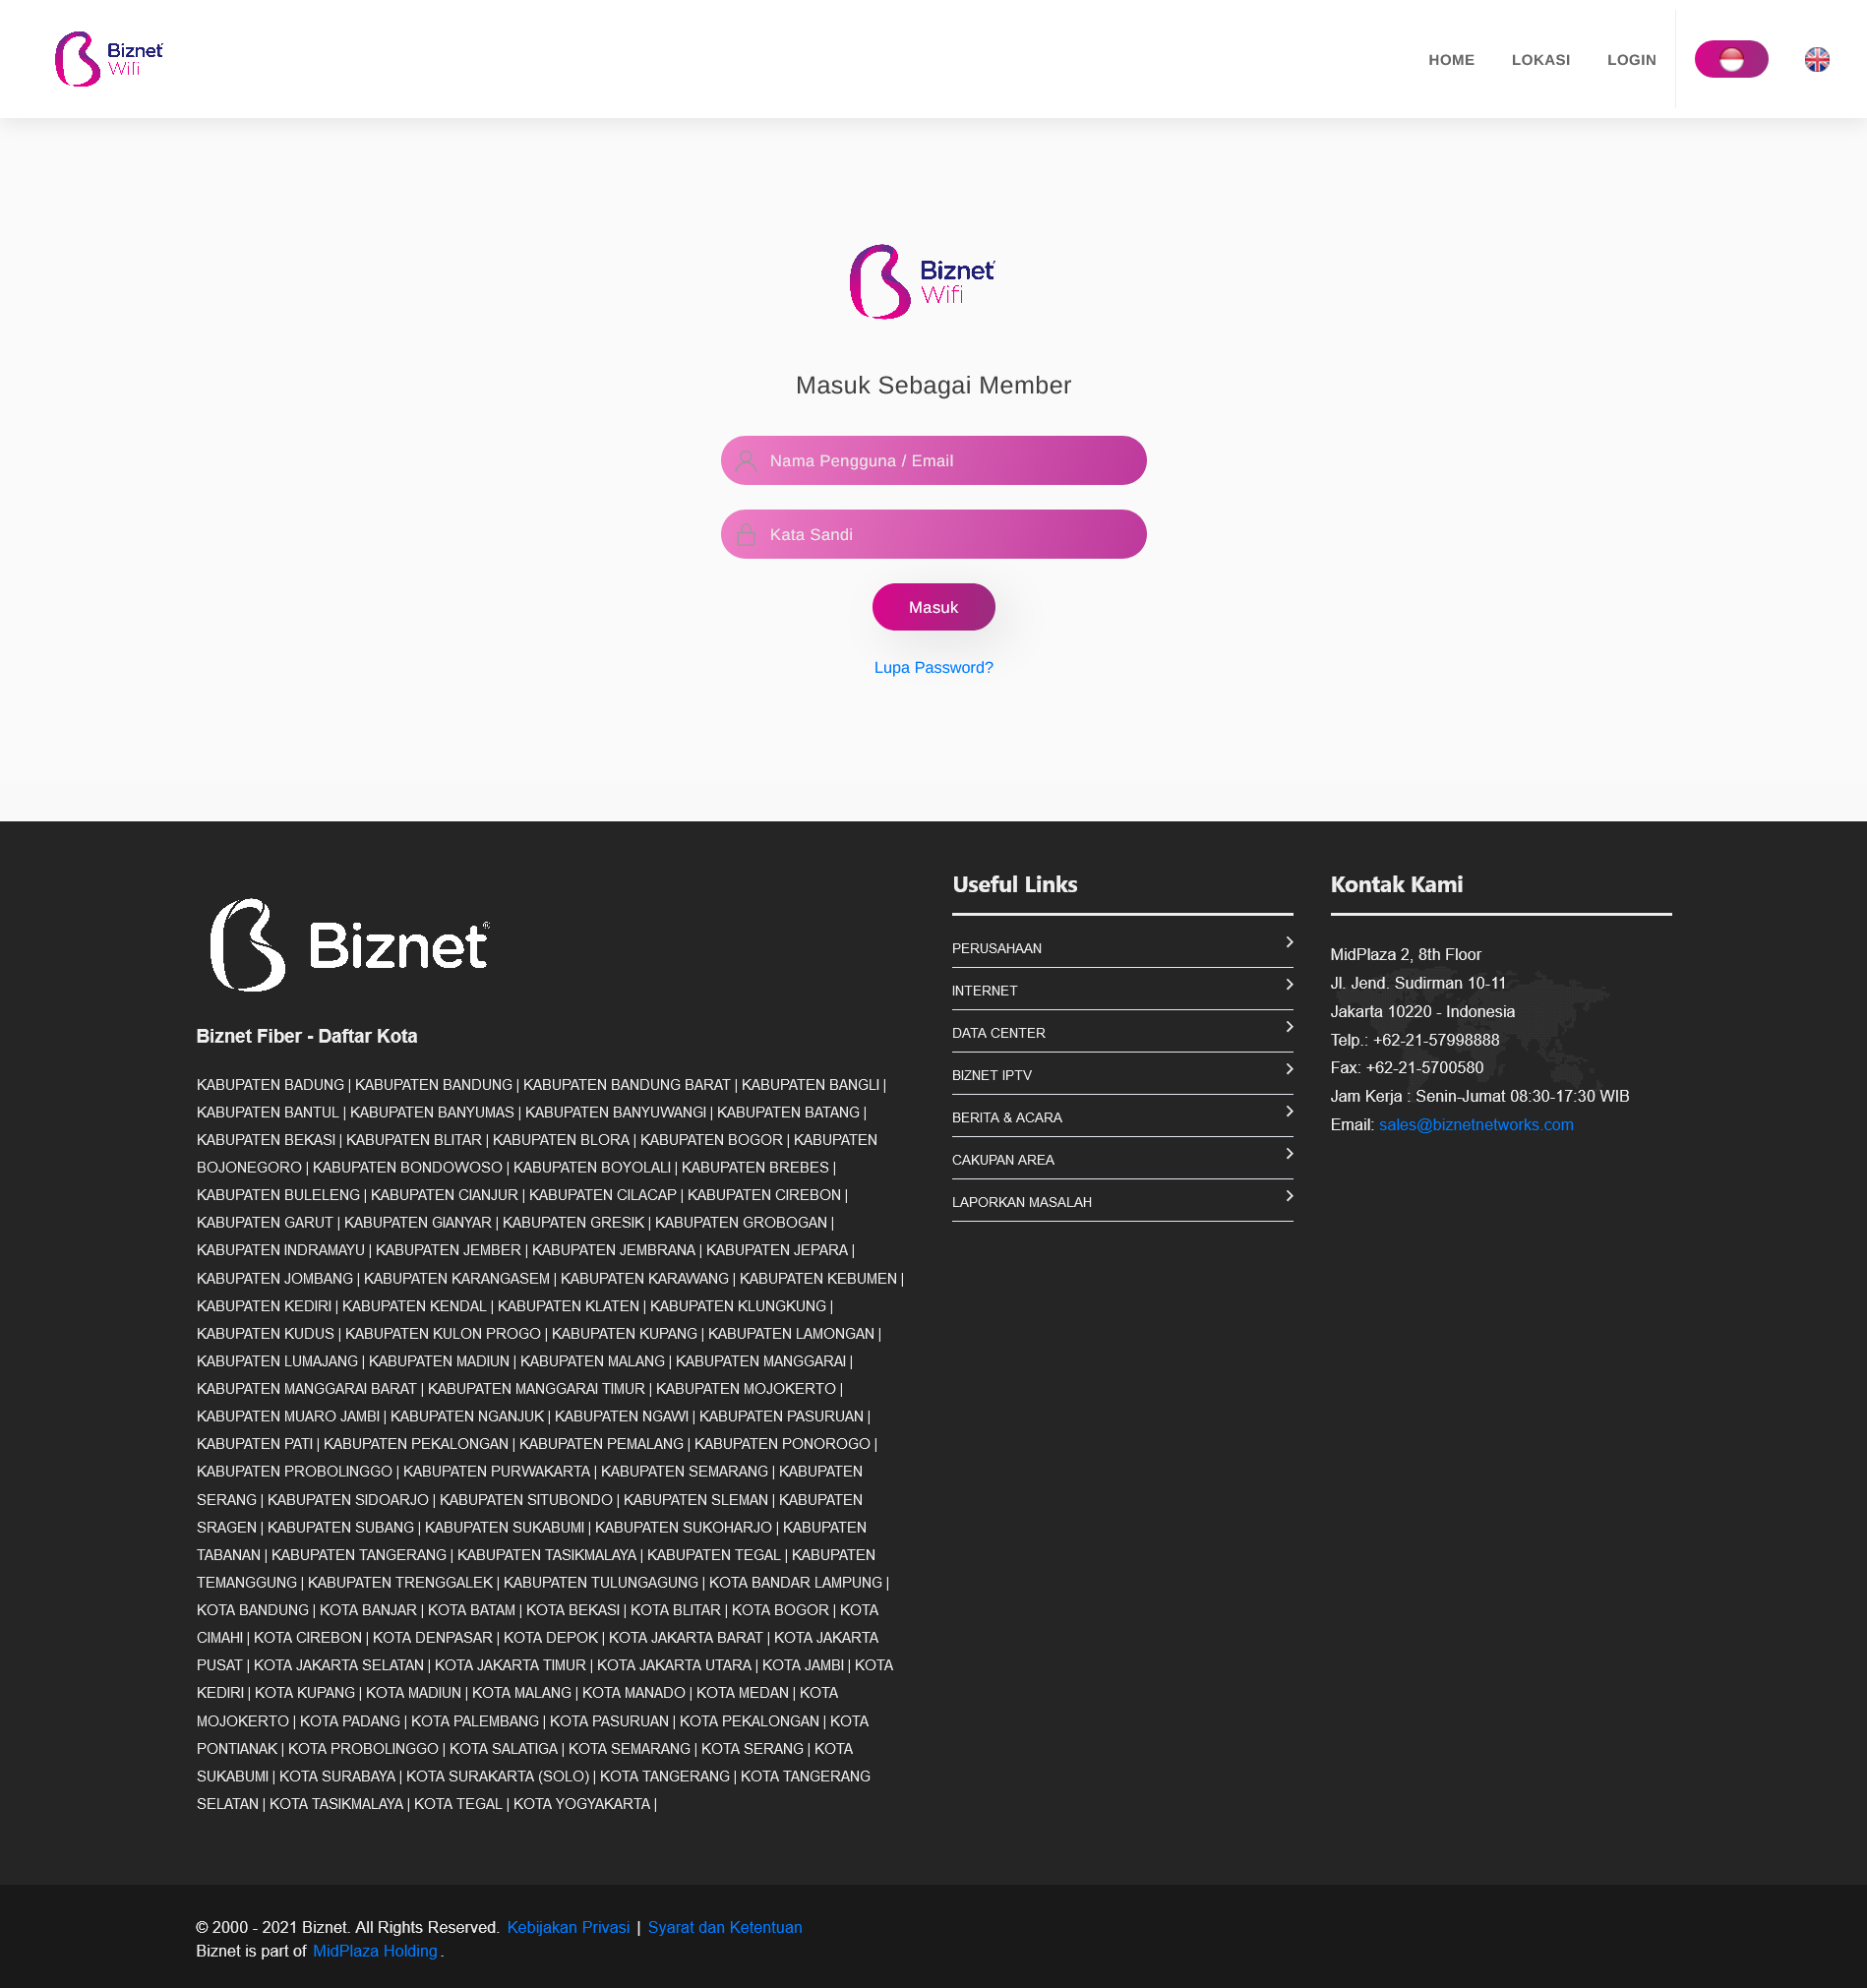 Biznet
Wifi
HOME LOKASI LOGIN
Biznet
Wifi
Masuk Sebagai Member
Nama Pengguna / Email
Kata Sandi
Masuk
Lupa Password?
Biznet®
Biznet Fiber - Daftar Kota
KABUPATEN BADUNG | KABUPATEN BANDUNG | KABUPATEN BANDUNG BARAT | KABUPATEN BANGLI |
KABUPATEN BANTUL | KABUPATEN BANYUMAS | KABUPATEN BANYUWANGI | KABUPATEN BATANG |
KABUPATEN BEKASI | KABUPATEN BLITAR | KABUPATEN BLORA | KABUPATEN BOGOR | KABUPATEN
BOJONEGORO | KABUPATEN BONDOWOSO | KABUPATEN BOYOLALI | KABUPATEN BREBES |
KABUPATEN BULELENG | KABUPATEN CIANJUR | KABUPATEN CILACAP | KABUPATEN CIREBON |
KABUPATEN GARUT | KABUPATEN GIANYAR | KABUPATEN GRESIK | KABUPATEN GROBOGAN |
KABUPATEN INDRAMAYU | KABUPATEN JEMBER | KABUPATEN JEMBRANA | KABUPATEN JEPARA |
KABUPATEN JOMBANG | KABUPATEN KARANGASEM | KABUPATEN KARAWANG | KABUPATEN KEBUMEN |
KABUPATEN KEDIRI | KABUPATEN KENDAL | KABUPATEN KLATEN | KABUPATEN KLUNGKUNG |
KABUPATEN KUDUS | KABUPATEN KULON PROGO | KABUPATEN KUPANG | KABUPATEN LAMONGAN |
KABUPATEN LUMAJANG | KABUPATEN MADIUN | KABUPATEN MALANG | KABUPATEN MANGGARAI |
KABUPATEN MANGGARAI BARAT | KABUPATEN MANGGARAI TIMUR | KABUPATEN MOJOKERTO |
KABUPATEN MUARO JAMBI | KABUPATEN NGANJUK | KABUPATEN NGAWI | KABUPATEN PASURUAN |
KABUPATEN PATI | KABUPATEN PEKALONGAN | KABUPATEN PEMALANG | KABUPATEN PONOROGO |
KABUPATEN PROBOLINGGO | KABUPATEN PURWAKARTA | KABUPATEN SEMARANG | KABUPATEN
SERANG | KABUPATEN SIDOARJO | KABUPATEN SITUBONDO | KABUPATEN SLEMAN | KABUPATEN
SRAGEN | KABUPATEN SUBANG | KABUPATEN SUKABUMI | KABUPATEN SUKOHARJO | KABUPATEN
TABANAN | KABUPATEN TANGERANG | KABUPATEN TASIKMALAYA | KABUPATEN TEGAL | KABUPATEN
TEMANGGUNG | KABUPATEN TRENGGALEK | KABUPATEN TULUNGAGUNG | KOTA BANDAR LAMPUNG |
KOTA BANDUNG | KOTA BANJAR | KOTA BATAM | KOTA BEKASI | KOTA BLITAR | KOTA BOGOR | KOTA
CIMAHI | KOTA CIREBON | KOTA DENPASAR | KOTA DEPOK | KOTA JAKARTA BARAT | KOTA JAKARTA
PUSAT | KOTA JAKARTA SELATAN | KOTA JAKARTA TIMUR | KOTA JAKARTA UTARA | KOTA JAMBI | KOTA
KEDIRI | KOTA KUPANG | KOTA MADIUN | KOTA MALANG | KOTA MANADO | KOTA MEDAN | KOTA
MOJOKERTO | KOTA PADANG | KOTA PALEMBANG | KOTA PASURUAN | KOTA PEKALONGAN | KOTA
PONTIANAK | KOTA PROBOLINGGO | KOTA SALATIGA | KOTA SEMARANG | KOTA SERANG | KOTA
SUKABUMI | KOTA SURABAYA | KOTA SURAKARTA (SOLO) | KOTA TANGERANG | KOTA TANGERANG
SELATAN | KOTA TASIKMALAYA | KOTA TEGAL | KOTA YOGYAKARTA |
Useful Links
PERUSAHAAN
INTERNET
DATA CENTER
BIZNET IPTV
BERITA & ACARA
CAKUPAN AREA
LAPORKAN MASALAH
Kontak Kami
MidPlaza 2, 8th Floor
Jl. Jend. Sudirman 10-11
Jakarta 10220 - Indonesia
Telp.: +62-21-57998888
Fax: +62-21-5700580
Jam Kerja : Senin-Jumat 08:30-17:30 WIB
Email: sales@biznetnetworks.com
© 2000 - 2021 Biznet. All Rights Reserved. Kebijakan Privasi | Syarat dan Ketentuan
Biznet is part of MidPlaza Holding.